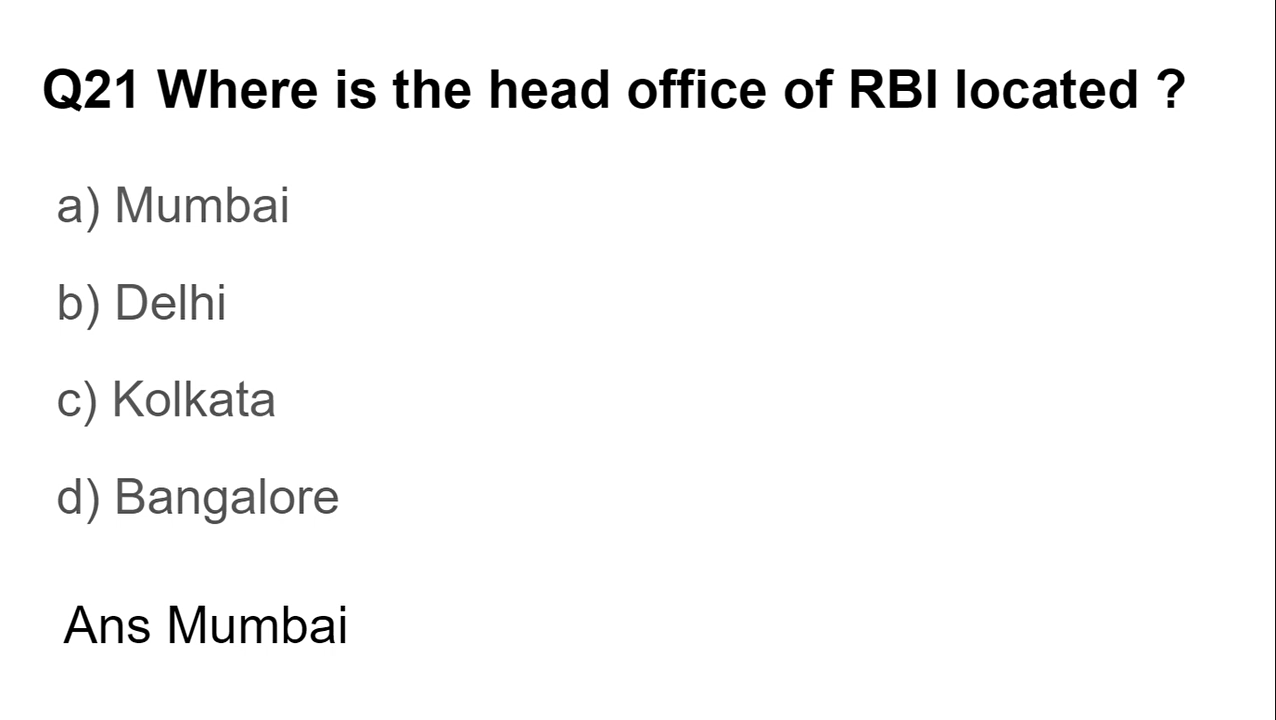 Q21 Where is the head office of RBI located ?
a) Mumbai
b) Delhi
c) Kolkata
d) Bangalore
Ans Mumbai